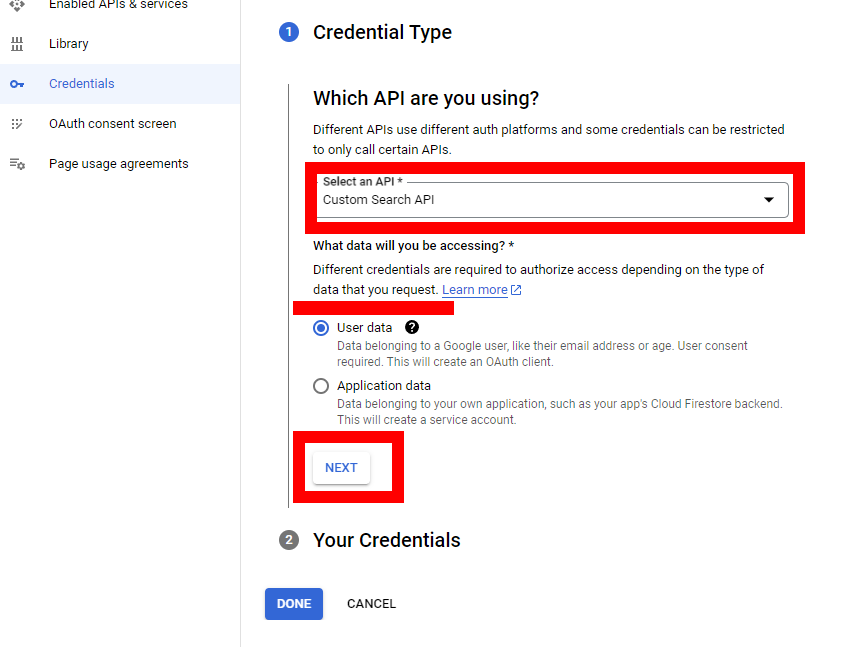 Enabled APIs & services
Library
Credentials
OAuth consent screen
Page usage agreements
1 Credential Type
Which API are you using?
Different APIs use different auth platforms and some credentials can be restricted
to only call certain APIs.
Select an API *
Custom Search API
What data will you be accessing? *
Different credentials are required to authorize access depending on the type of
data that you request. Learn more
User data ?
Data belonging to a Google user, like their email address or age. User consent
required. This will create an OAuth client.
Application data
Data belonging to your own application, such as your app's Cloud Firestore backend.
This will create a service account.
NEXT
2 Your Credentials
DONE CANCEL